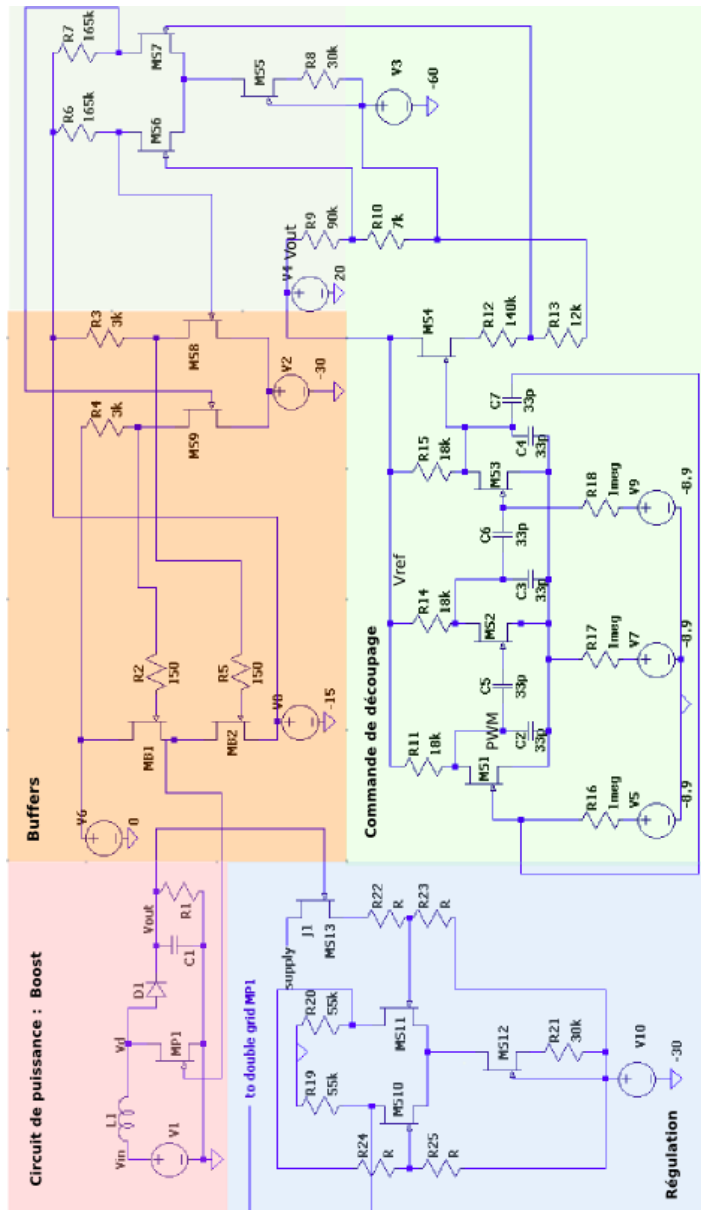 Circuit de puissance : Boost
Vin
L1
V1
Vd
D1
MP1
Vout
C1
R1
Buffers
V6
0
MB1
R2
150
MB2
R5
150
V8
-15
R4
3k
R3
3k
MS9
MS8
V2
-30
R6
165k
R7
165k
MS6
MS7
MS5
R8
30k
V3
-60
to double grid MP1
R19
55k
R20
55k
supply
J1
MS13
R22
R
R23
R
R24
R
R25
R
MS10
MS11
MS12
R21
30k
V10
-30
Régulation
Commande de découpage
V4
20
Vout
R9
90k
R10
7k
Vref
R11
18k
R14
18k
R15
18k
PWM
MS1
MS2
MS3
MS4
C2
33p
C5
33p
C3
33p
C6
33p
C4
33p
C7
33p
R12
140k
R13
12k
R16
1meg
R17
1meg
R18
1meg
V5
-8.9
V7
-8.9
V9
-8.9